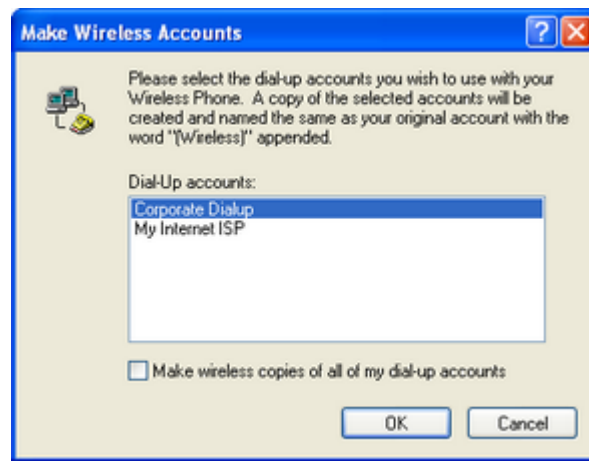 Make Wireless Accounts
Please select the dial-up accounts you wish to use with your
Wireless Phone. A copy of the selected accounts will be
created and named the same as your original account with the
word "(Wireless)" appended.
Dial-Up accounts:
Corporate Dialup
My Internet ISP
Make wireless copies of all of my dial-up accounts
OK Cancel